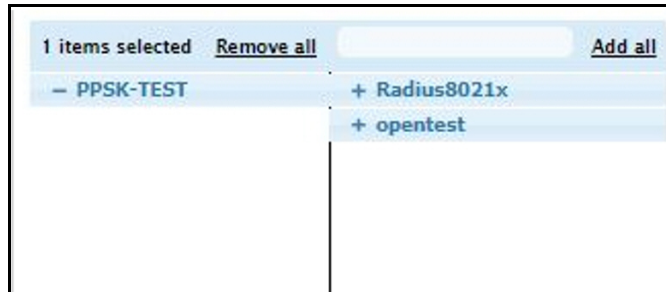 1 items selected Remove all Add all
– PPSK-TEST + Radius8021x
+ opentest